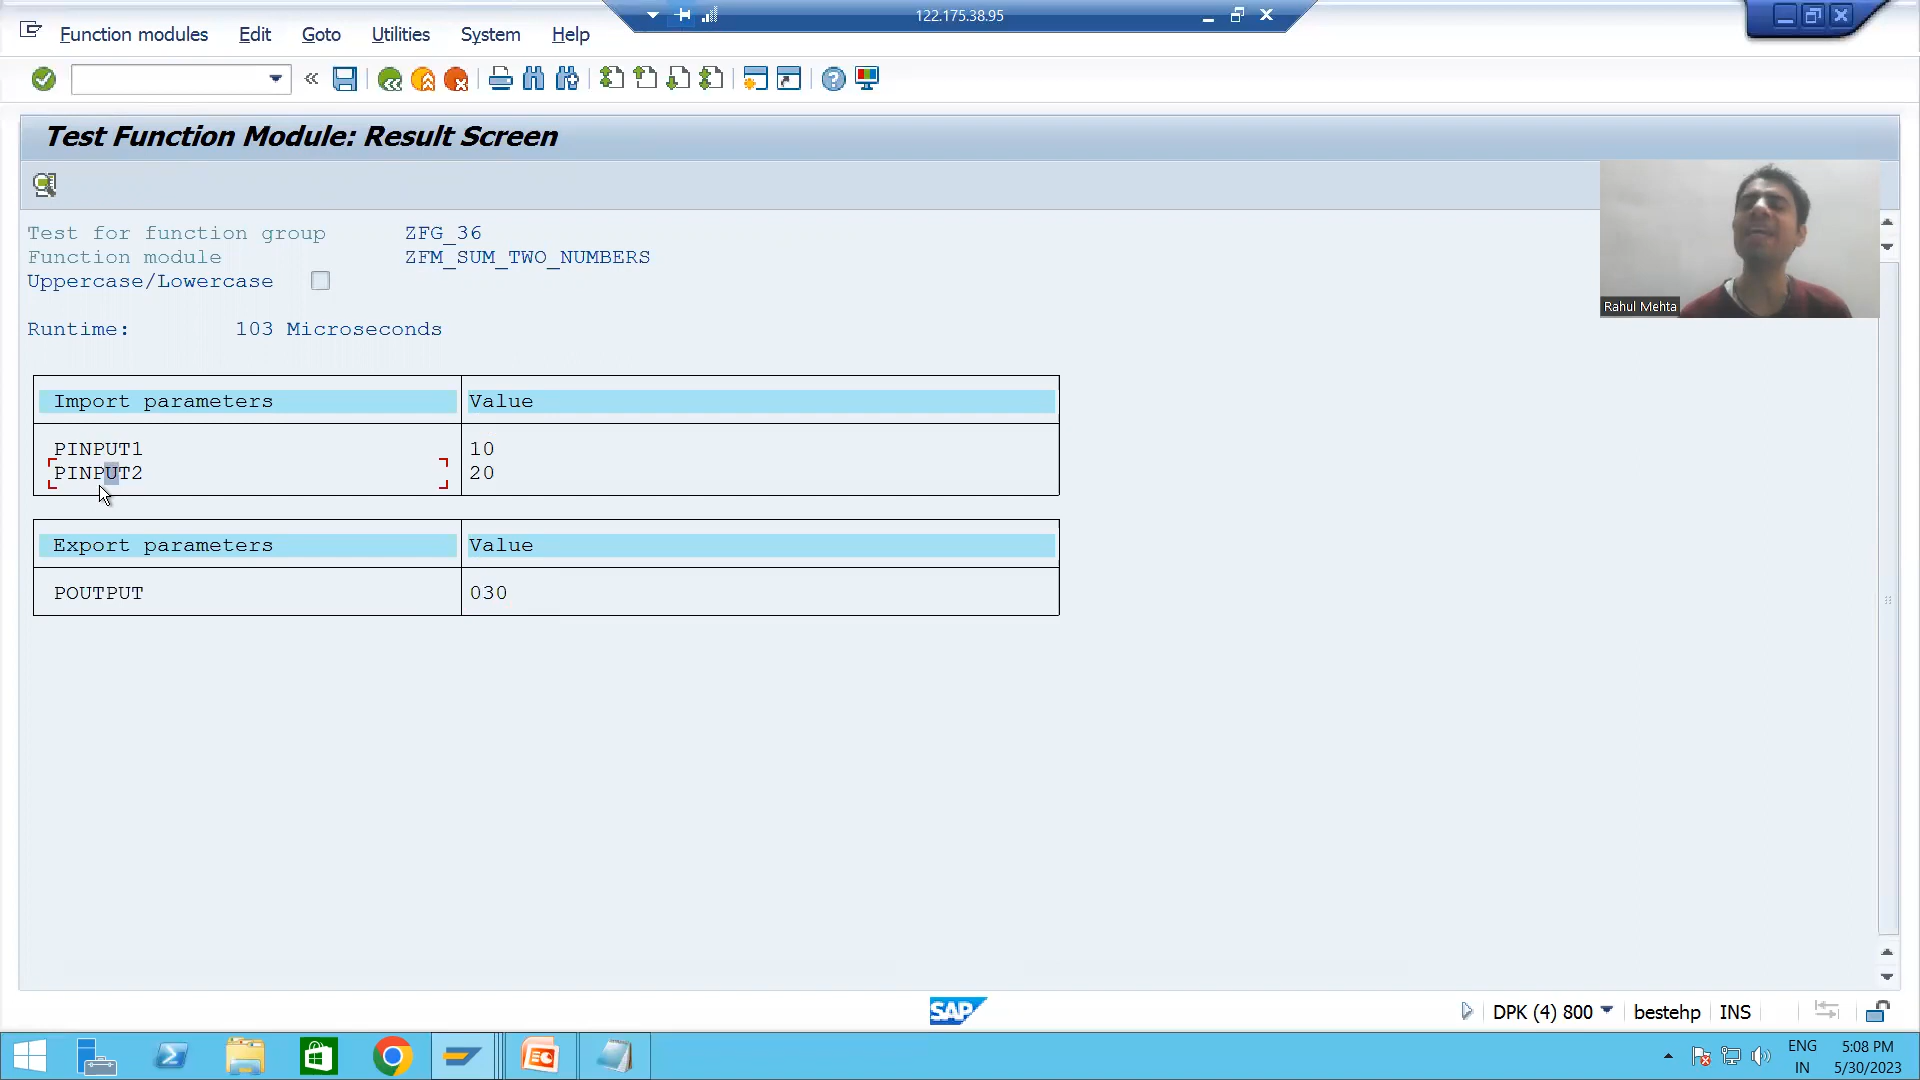 122.175.38.95
Function modules Edit Goto Utilities System Help
Test Function Module: Result Screen
Test for function group ZFG_36
Function module ZFM_SUM_TWO_NUMBERS
Uppercase/Lowercase
Runtime: 103 Microseconds
Rahul Mehta
Import parameters Value
PINPUT1 10
PINPUT2 20
Export parameters Value
POUTPUT 030
SAP DPK (4) 800 bestehp INS
ENG 5:08 PM
IN 5/30/2023